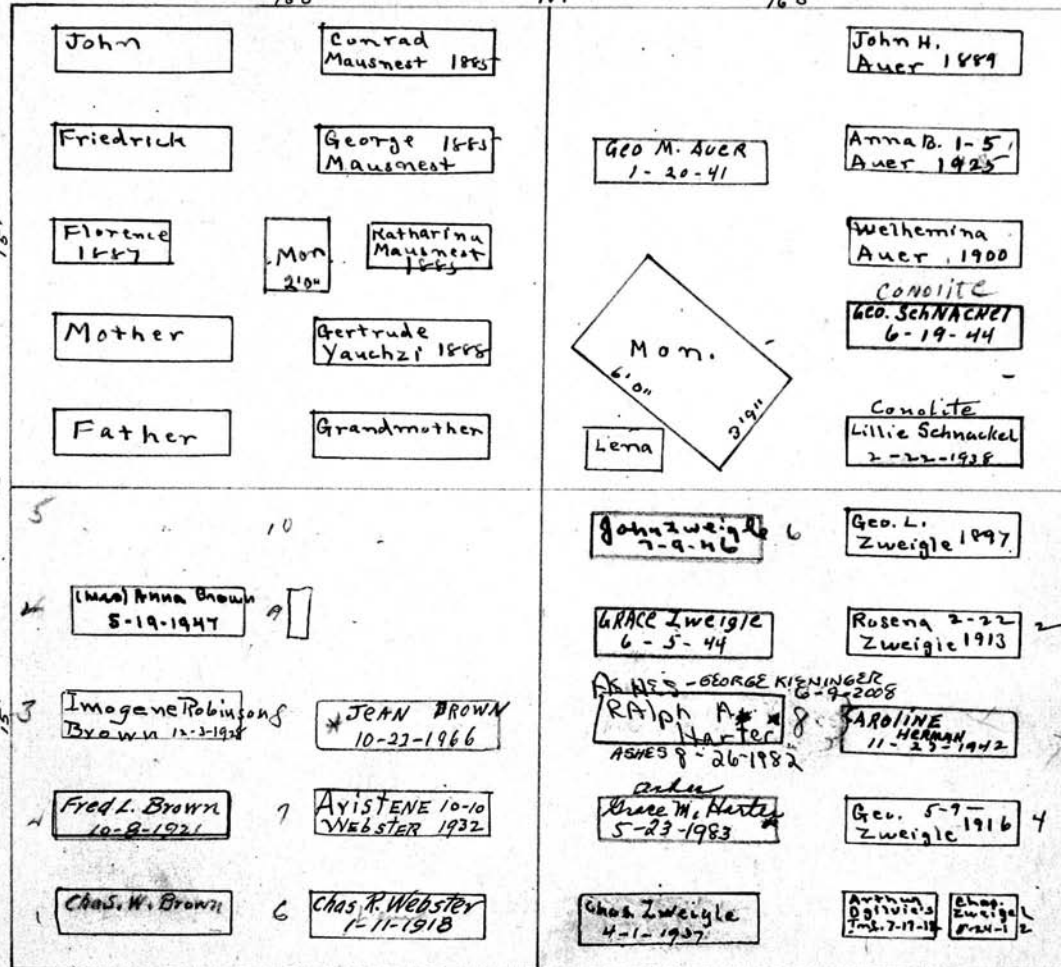 John
Conrad
Mausnest 1885
Friedrick
George 1885
Mausnest
Florence
1887
Mon
2'0"
Katharina
Mausnest
1885
Mother
Gertrude
Yauchzi 1888
Father
Grandmother
John H.
Auer 1889
Geo M. Auer
1-20-41
Anna B. 1-5
Auer 1925
Welhemina
Auer 1900
Conolite
Geo. Schnackel
6-19-44
Mon.
6'0"
3'9"
Lena
Conolite
Lillie Schnackel
2-22-1938
5
10
(Mrs) Anna Brown
5-19-1947
9
3
Imogene Robinson
Brown 12-3-1928
8
* JEAN BROWN
10-22-1966
Fred L. Brown
10-8-1921
7
AristENE 10-10
WEbSTER 1932
1
Chas. W. Brown
6
Chas. R. Webster
1-11-1918
John Zweigle
7-9-46
6
Geo. L.
Zweigle 1897
GRACE Zweigle
6-5-44
Rosena 2-22
Zweigle 1913
2
ASHES - GEORGE KIENINGER
6-9-2008
RAlph A.
Harter
ASHES 8-26-1982
8
CAROLINE
HERMAN
11-23-1942
ashes
Grace M. Harter
5-23-1983
Geo. 5-9-
Zweigle 1916
4
Chas Zweigle
4-1-1937
Arthur
Ogilvie's
Chas.
Zweigel